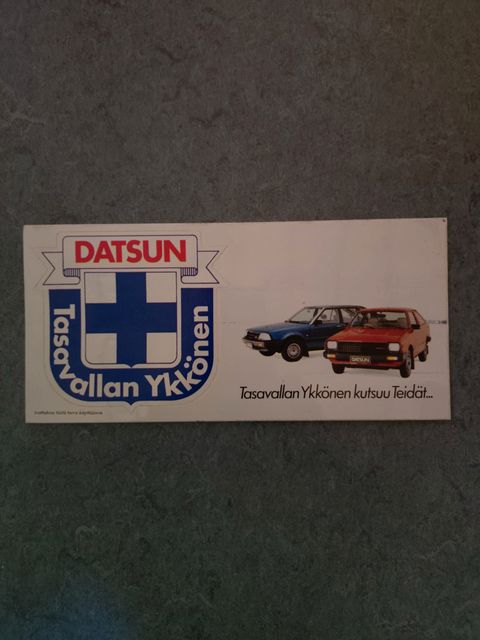 DATSUN
Tasavallan Ykkönen
DATSUN
Tasavallan Ykkönen kutsuu Teidät...